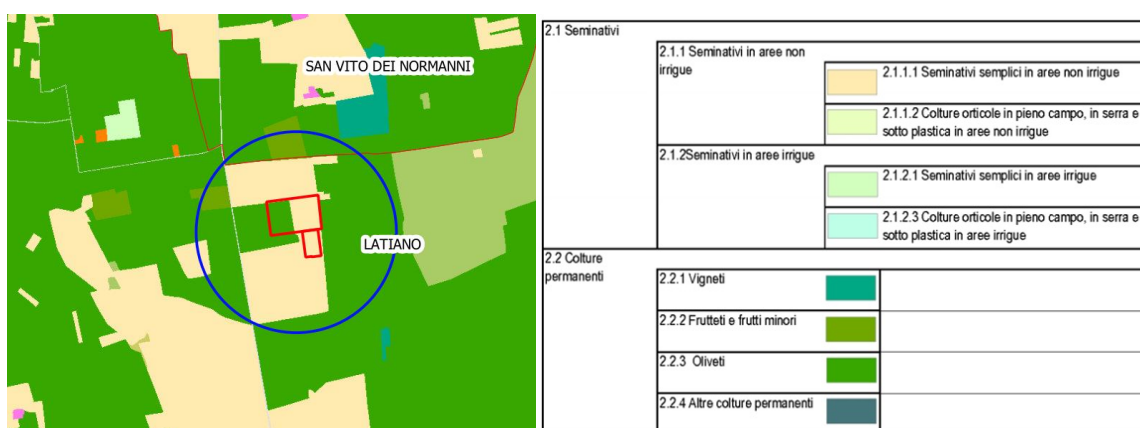 SAN VITO DEI NORMANNI
LATIANO
2.1 Seminativi
2.1.1 Seminativi in aree non
irrigue
2.1.1.1 Seminativi semplici in aree non irrigue
2.1.1.2 Colture orticole in pieno campo, in serra e
sotto plastica in aree non irrigue
2.1.2Seminativi in aree irrigue
2.1.2.1 Seminativi semplici in aree irrigue
2.1.2.3 Colture orticole in pieno campo, in serra e
sotto plastica in aree irrigue
2.2 Colture
permanenti
2.2.1 Vigneti
2.2.2 Frutteti e frutti minori
2.2.3 Oliveti
2.2.4 Altre colture permanenti